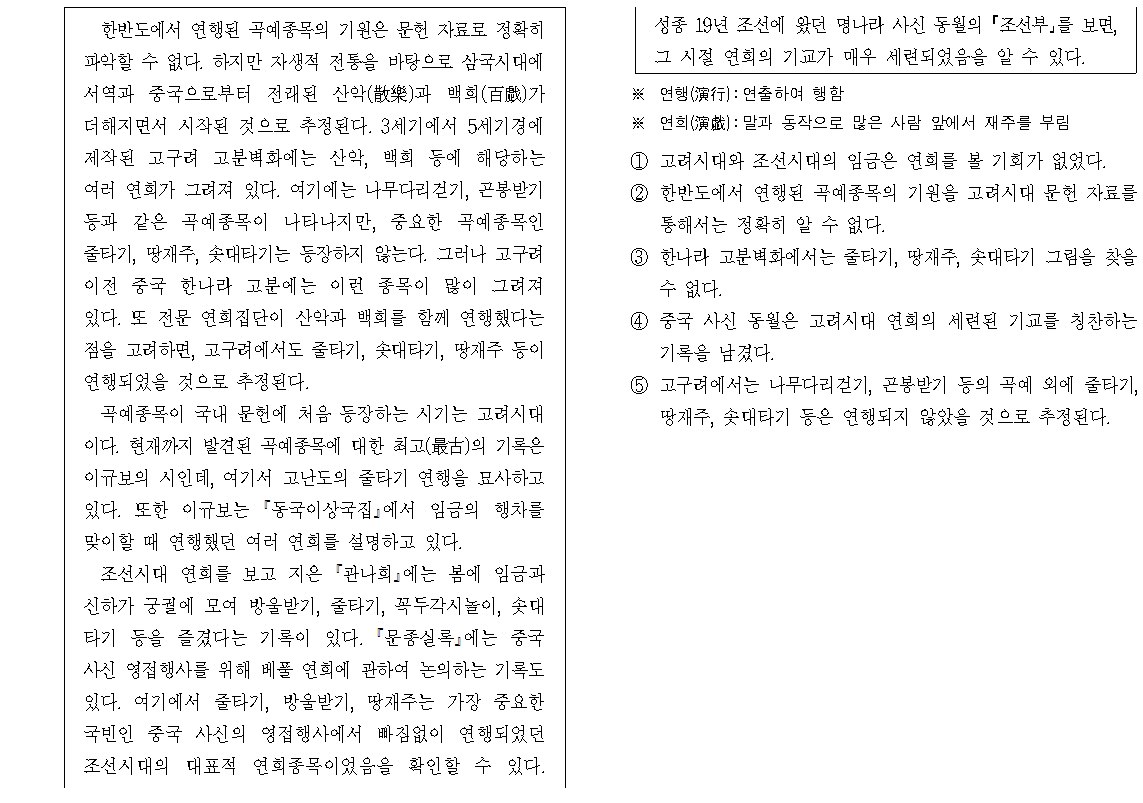 한반도에서 연행된 곡예종목의 기원은 문헌 자료로 정확히
파악할 수 없다. 하지만 자생적 전통을 바탕으로 삼국시대에
서역과 중국으로부터 전래된 산악(散樂)과 백희(百戱)가
더해지면서 시작된 것으로 추정된다. 3세기에서 5세기경에
제작된 고구려 고분벽화에는 산악, 백희 등에 해당하는
여러 연희가 그려져 있다. 여기에는 나무다리걷기, 곤봉받기
등과 같은 곡예종목이 나타나지만, 중요한 곡예종목인
줄타기, 땅재주, 솟대타기는 등장하지 않는다. 그러나 고구려
이전 중국 한나라 고분에는 이런 종목이 많이 그려져
있다. 또 전문 연희집단이 산악과 백희를 함께 연행했다는
점을 고려하면, 고구려에서도 줄타기, 솟대타기, 땅재주 등이
연행되었을 것으로 추정된다.
곡예종목이 국내 문헌에 처음 등장하는 시기는 고려시대
이다. 현재까지 발견된 곡예종목에 대한 최고(最古)의 기록은
이규보의 시인데, 여기서 고난도의 줄타기 연행을 묘사하고
있다. 또한 이규보는 『동국이상국집』에서 임금의 행차를
맞이할 때 연행했던 여러 연희를 설명하고 있다.
조선시대 연희를 보고 지은 『관나희』에는 봄에 임금과
신하가 궁궐에 모여 방울받기, 줄타기, 꼭두각시놀이, 솟대
타기 등을 즐겼다는 기록이 있다. 『문종실록』에는 중국
사신 영접행사를 위해 베풀 연희에 관하여 논의하는 기록도
있다. 여기에서 줄타기, 방울받기, 땅재주는 가장 중요한
국빈인 중국 사신의 영접행사에서 빠짐없이 연행되었던
조선시대의 대표적 연희종목이었음을 확인할 수 있다.
성종 19년 조선에 왔던 명나라 사신 동월의 『조선부』를 보면,
그 시절 연희의 기교가 매우 세련되었음을 알 수 있다.
※ 연행(演行) : 연출하여 행함
※ 연희(演戱) : 말과 동작으로 많은 사람 앞에서 재주를 부림
① 고려시대와 조선시대의 임금은 연희를 볼 기회가 없었다.
② 한반도에서 연행된 곡예종목의 기원을 고려시대 문헌 자료를
통해서는 정확히 알 수 없다.
③ 한나라 고분벽화에서는 줄타기, 땅재주, 솟대타기 그림을 찾을
수 없다.
④ 중국 사신 동월은 고려시대 연희의 세련된 기교를 칭찬하는
기록을 남겼다.
⑤ 고구려에서는 나무다리걷기, 곤봉받기 등의 곡예 외에 줄타기,
땅재주, 솟대타기 등은 연행되지 않았을 것으로 추정된다.